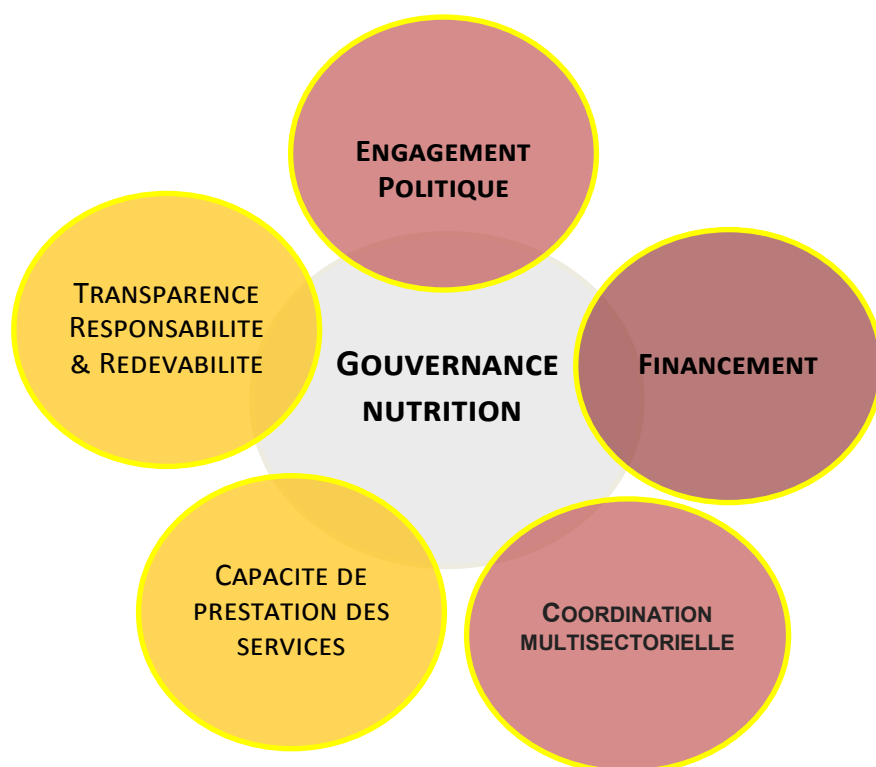 ENGAGEMENT
POLITIQUE
TRANSPARENCE
RESPONSABILITE
& REDEVABILITE
GOUVERNANCE
NUTRITION
FINANCEMENT
CAPACITE DE
PRESTATION DES
SERVICES
COORDINATION
MULTISECTORIELLE